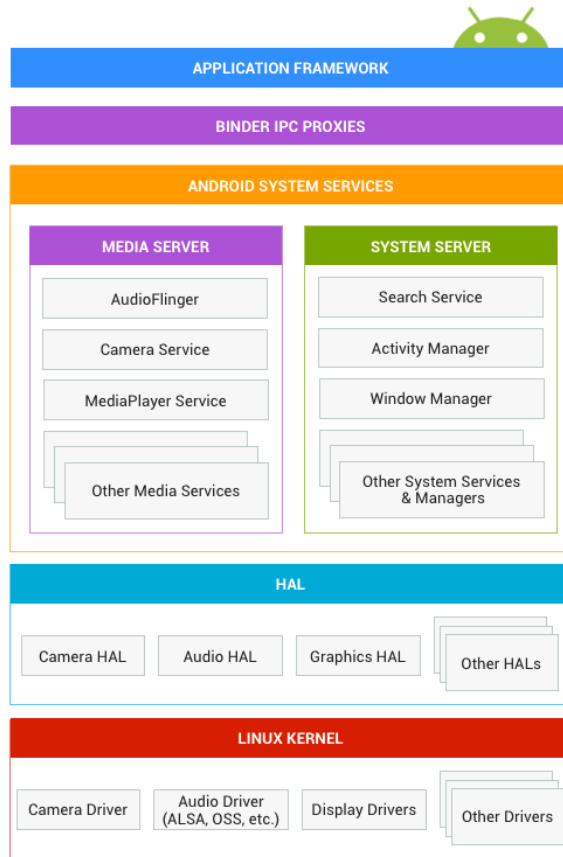 APPLICATION FRAMEWORK
BINDER IPC PROXIES
ANDROID SYSTEM SERVICES
MEDIA SERVER
AudioFlinger
Camera Service
MediaPlayer Service
Other Media Services
SYSTEM SERVER
Search Service
Activity Manager
Window Manager
Other System Services
& Managers
HAL
Camera HAL
Audio HAL
Graphics HAL
Other HALs
LINUX KERNEL
Camera Driver
Audio Driver
(ALSA, OSS, etc.)
Display Drivers
Other Drivers